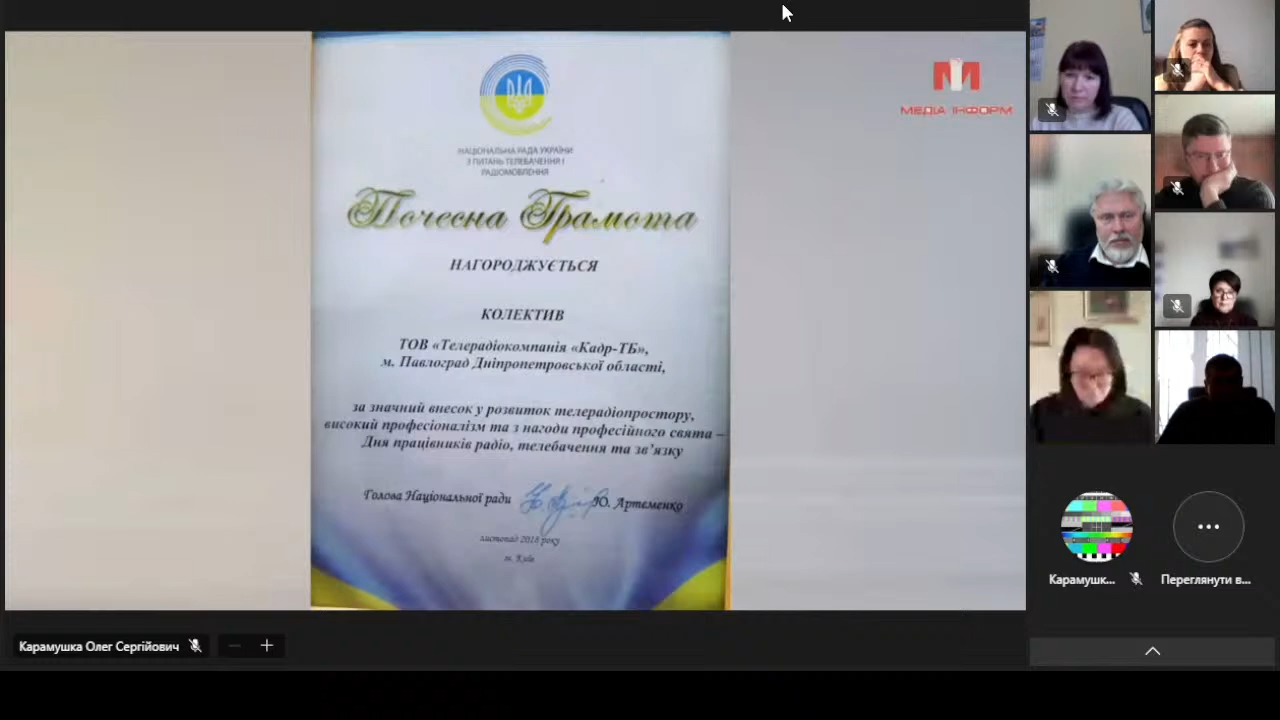 МЕДІА ІНФОРМ
НАЦІОНАЛЬНА РАДА УКРАЇНИ
З ПИТАНЬ ТЕЛЕБАЧЕННЯ І
РАДІОМОВЛЕННЯ
Почесна Грамота
НАГОРОДЖУЄТЬСЯ
КОЛЕКТИВ
ТОВ «Телерадіокомпанія «Кадр-ТБ»,
м. Павлоград Дніпропетровської області,
за значний внесок у розвиток телерадіопростору,
високий професіоналізм та з нагоди професійного свята –
Дня працівників радіо, телебачення та зв’язку
Голова Національної ради Ю. Артеменко
листопад 2018 року
м. Київ
Карамушка Олег Сергійович
Карамушк...
Переглянути в...